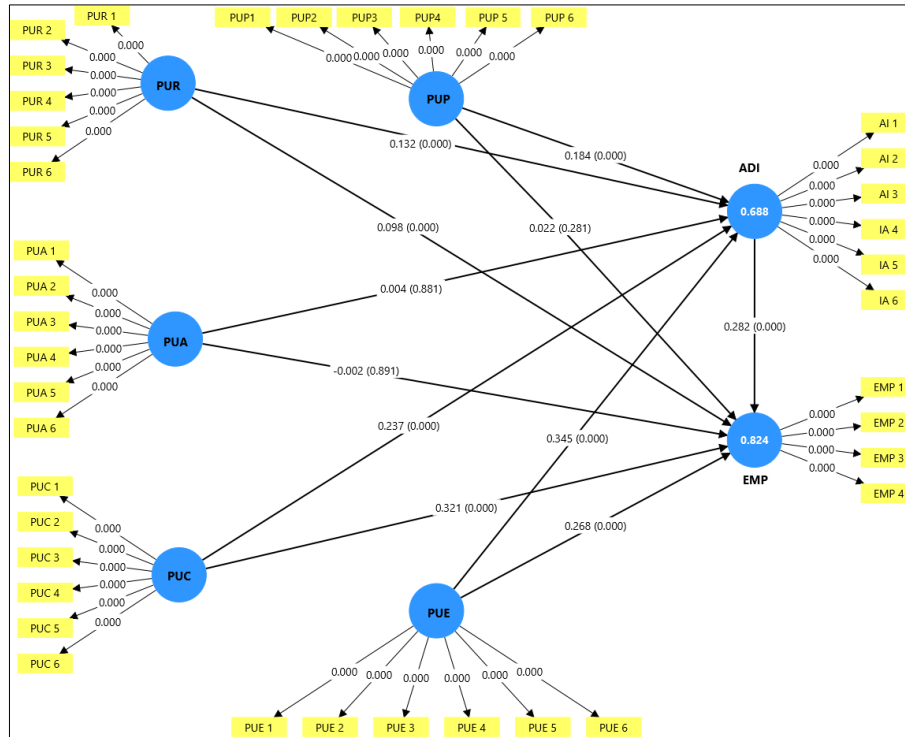 PUR 1
PUR 2
PUR 3
PUR 4
PUR 5
PUR 6
0.000
0.000
0.000
0.000
0.000
0.000
PUR
PUP1
PUP2
PUP3
PUP4
PUP 5
PUP 6
0.000
0.000
0.000
0.000
0.000
0.000
PUP
0.132 (0.000)
0.184 (0.000)
0.098 (0.000)
0.022 (0.281)
ADI
0.688
AI 1
AI 2
AI 3
IA 4
IA 5
IA 6
0.000
0.000
0.000
0.000
0.000
0.000
PUA 1
PUA 2
PUA 3
PUA 4
PUA 5
PUA 6
0.000
0.000
0.000
0.000
0.000
0.000
PUA
0.004 (0.881)
-0.002 (0.891)
0.282 (0.000)
0.237 (0.000)
0.345 (0.000)
0.824
EMP
EMP 1
EMP 2
EMP 3
EMP 4
0.000
0.000
0.000
0.000
PUC 1
PUC 2
PUC 3
PUC 4
PUC 5
PUC 6
0.000
0.000
0.000
0.000
0.000
0.000
PUC
0.321 (0.000)
0.268 (0.000)
PUE
0.000
0.000
0.000
0.000
0.000
0.000
PUE 1
PUE 2
PUE 3
PUE 4
PUE 5
PUE 6